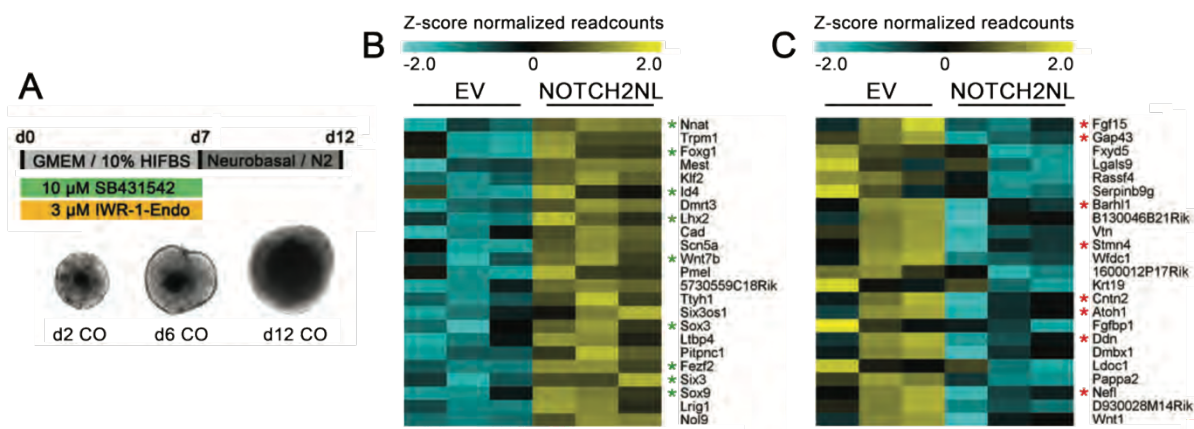 A
d0 d7 d12
GMEM / 10% HIFBS Neurobasal / N2
10 µM SB431542
3 µM IWR-1-Endo
d2 CO d6 CO d12 CO
B
Z-score normalized readcounts
-2.0 0 2.0
EV NOTCH2NL
* Nnat
Trpm1
* Foxg1
Mest
Klf2
* Id4
Dmrt3
* Lhx2
Cad
Scn5a
* Wnt7b
Pmel
5730559C18Rik
Ttyh1
Six3os1
* Sox3
Ltbp4
Pitpnc1
* Fezf2
* Six3
* Sox9
Lrig1
Nol9
C
Z-score normalized readcounts
-2.0 0 2.0
EV NOTCH2NL
* Fgf15
* Gap43
Fxyd5
Lgals9
Rassf4
Serpinb9g
* Barhl1
B130046B21Rik
Vtn
* Stmn4
Wfdc1
1600012P17Rik
Krt19
* Cntn2
* Atoh1
Fgfbp1
* Ddn
Dmbx1
Ldoc1
Pappa2
* Nefl
D930028M14Rik
Wnt1